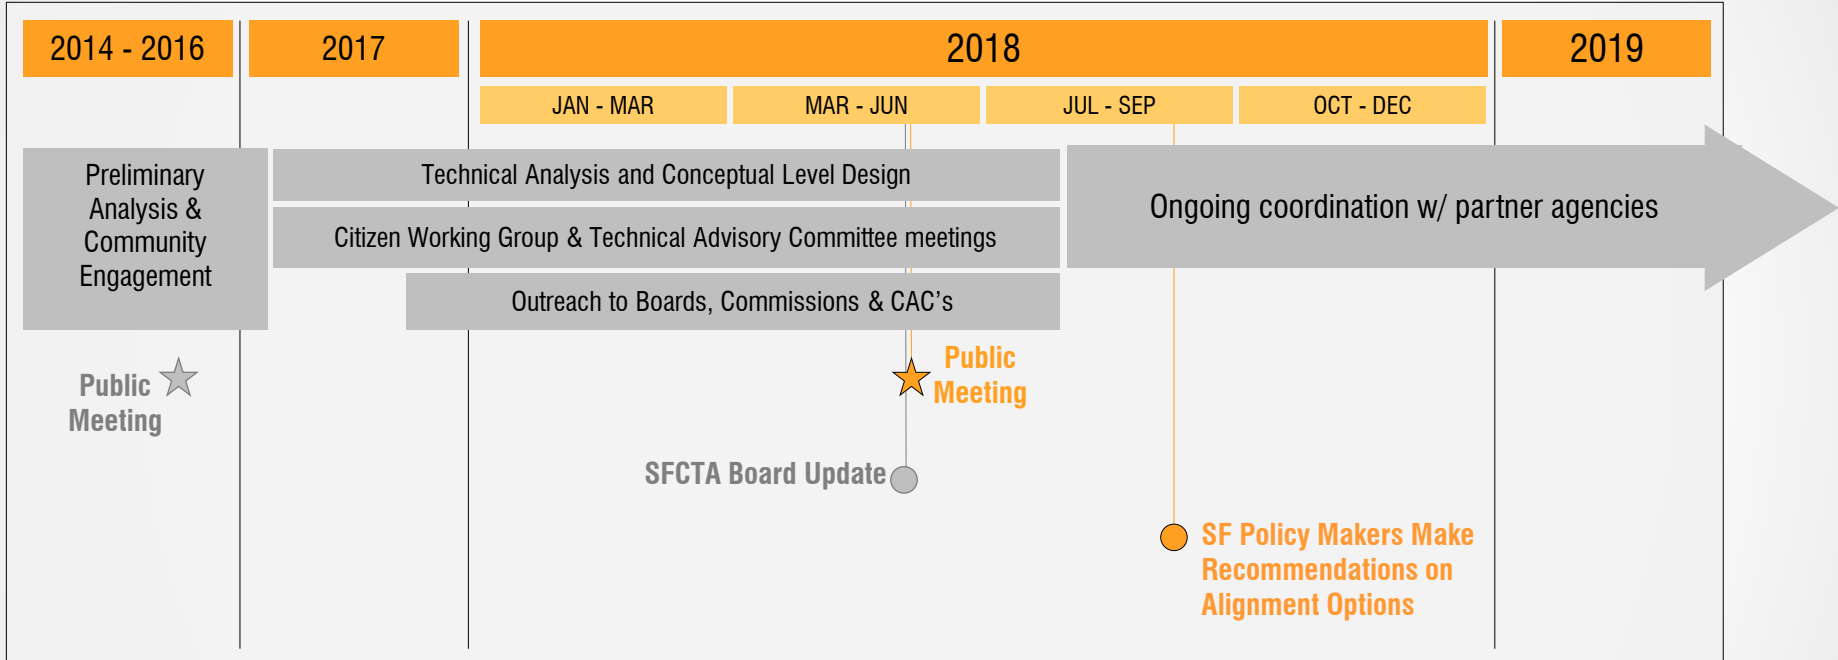 2014 - 2016
2017
2018
2019
JAN - MAR
MAR - JUN
JUL - SEP
OCT - DEC
Preliminary
Analysis &
Community
Engagement
Technical Analysis and Conceptual Level Design
Citizen Working Group & Technical Advisory Committee meetings
Outreach to Boards, Commissions & CAC's
Ongoing coordination w/ partner agencies
Public
Meeting
Public
Meeting
SFCTA Board Update
SF Policy Makers Make
Recommendations on
Alignment Options